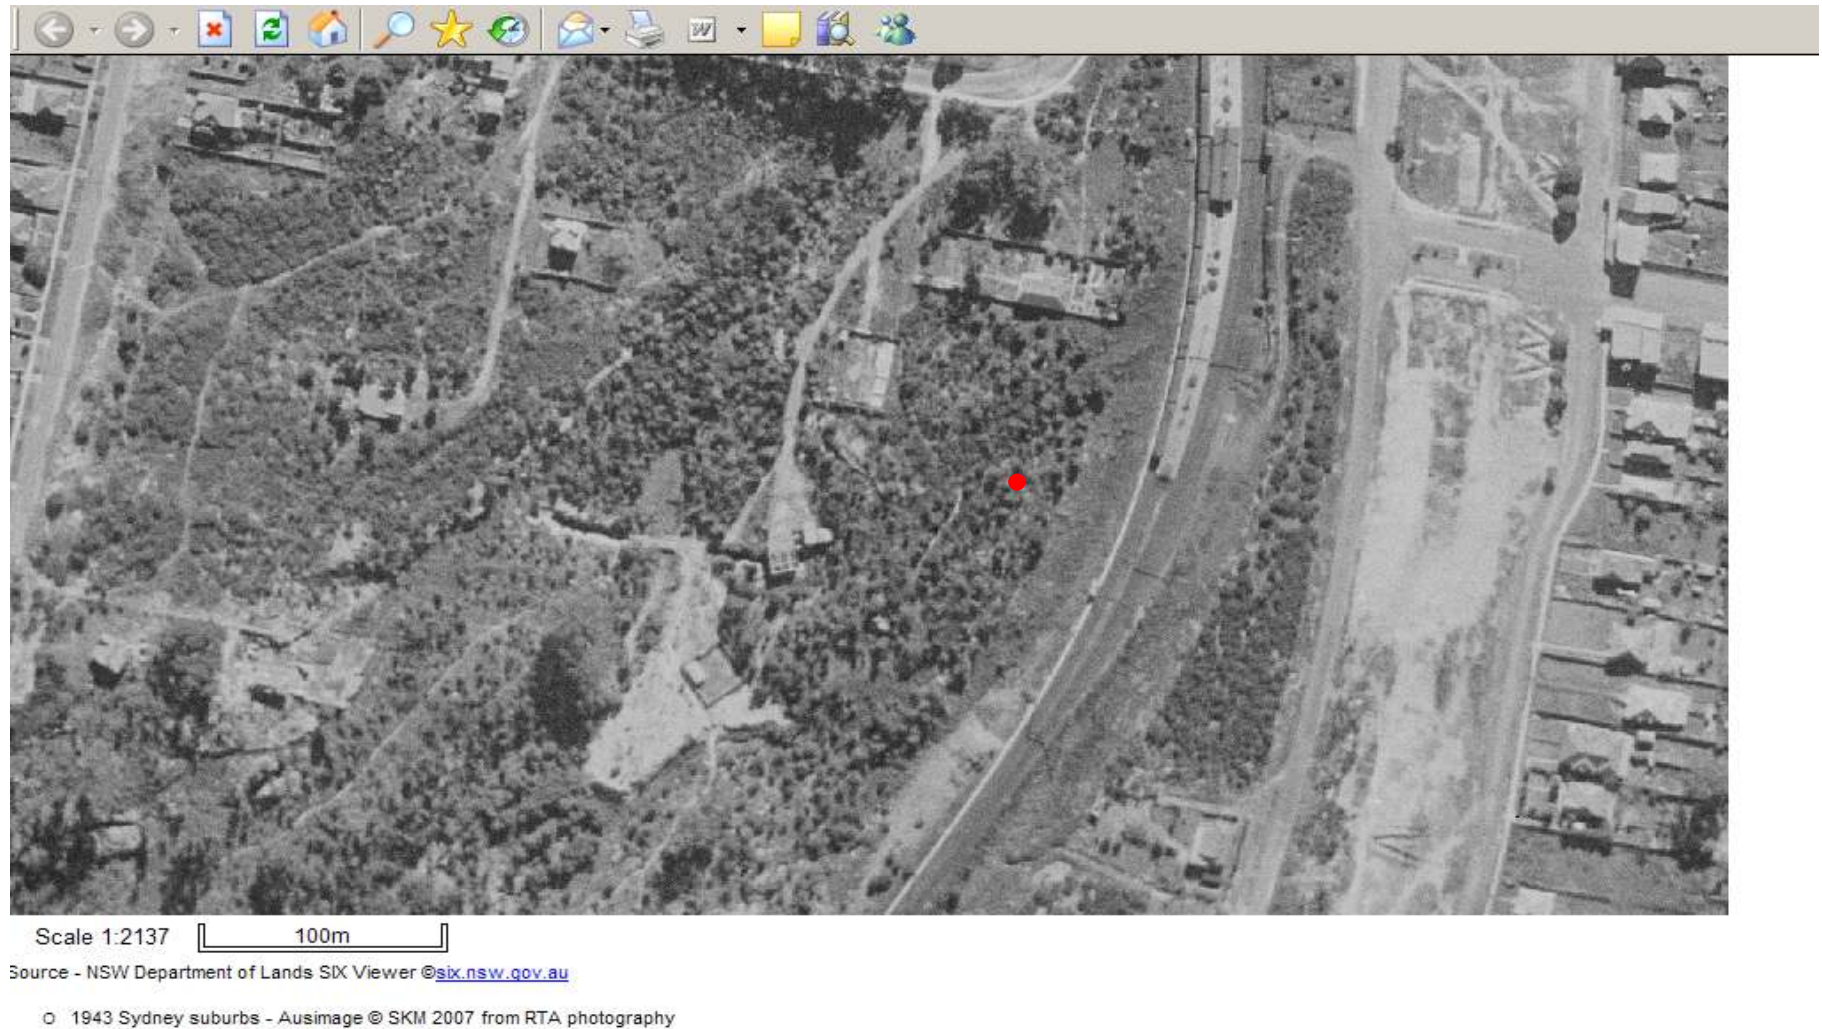 W
Scale 1:2137
100m
Source - NSW Department of Lands SIX Viewer ©six.nsw.gov.au
o 1943 Sydney suburbs - Ausimage © SKM 2007 from RTA photography